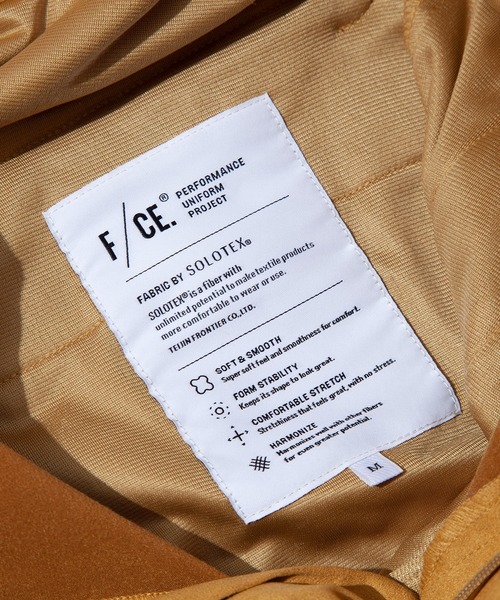 F/CE.®
PERFORMANCE
UNIFORM
PROJECT
FABRIC BY SOLOTEX®
SOLOTEX® is a fiber with
unlimited potential to make textile products
more comfortable to wear or use.
TEIJIN FRONTIER CO., LTD.
SOFT & SMOOTH
Super soft feel and smoothness for comfort.
FORM STABILITY
Keeps its shape to look great.
COMFORTABLE STRETCH
Stretchiness that feels great, with no stress.
HARMONIZE
Harmonizes well with other fibers
for even greater potential.
M